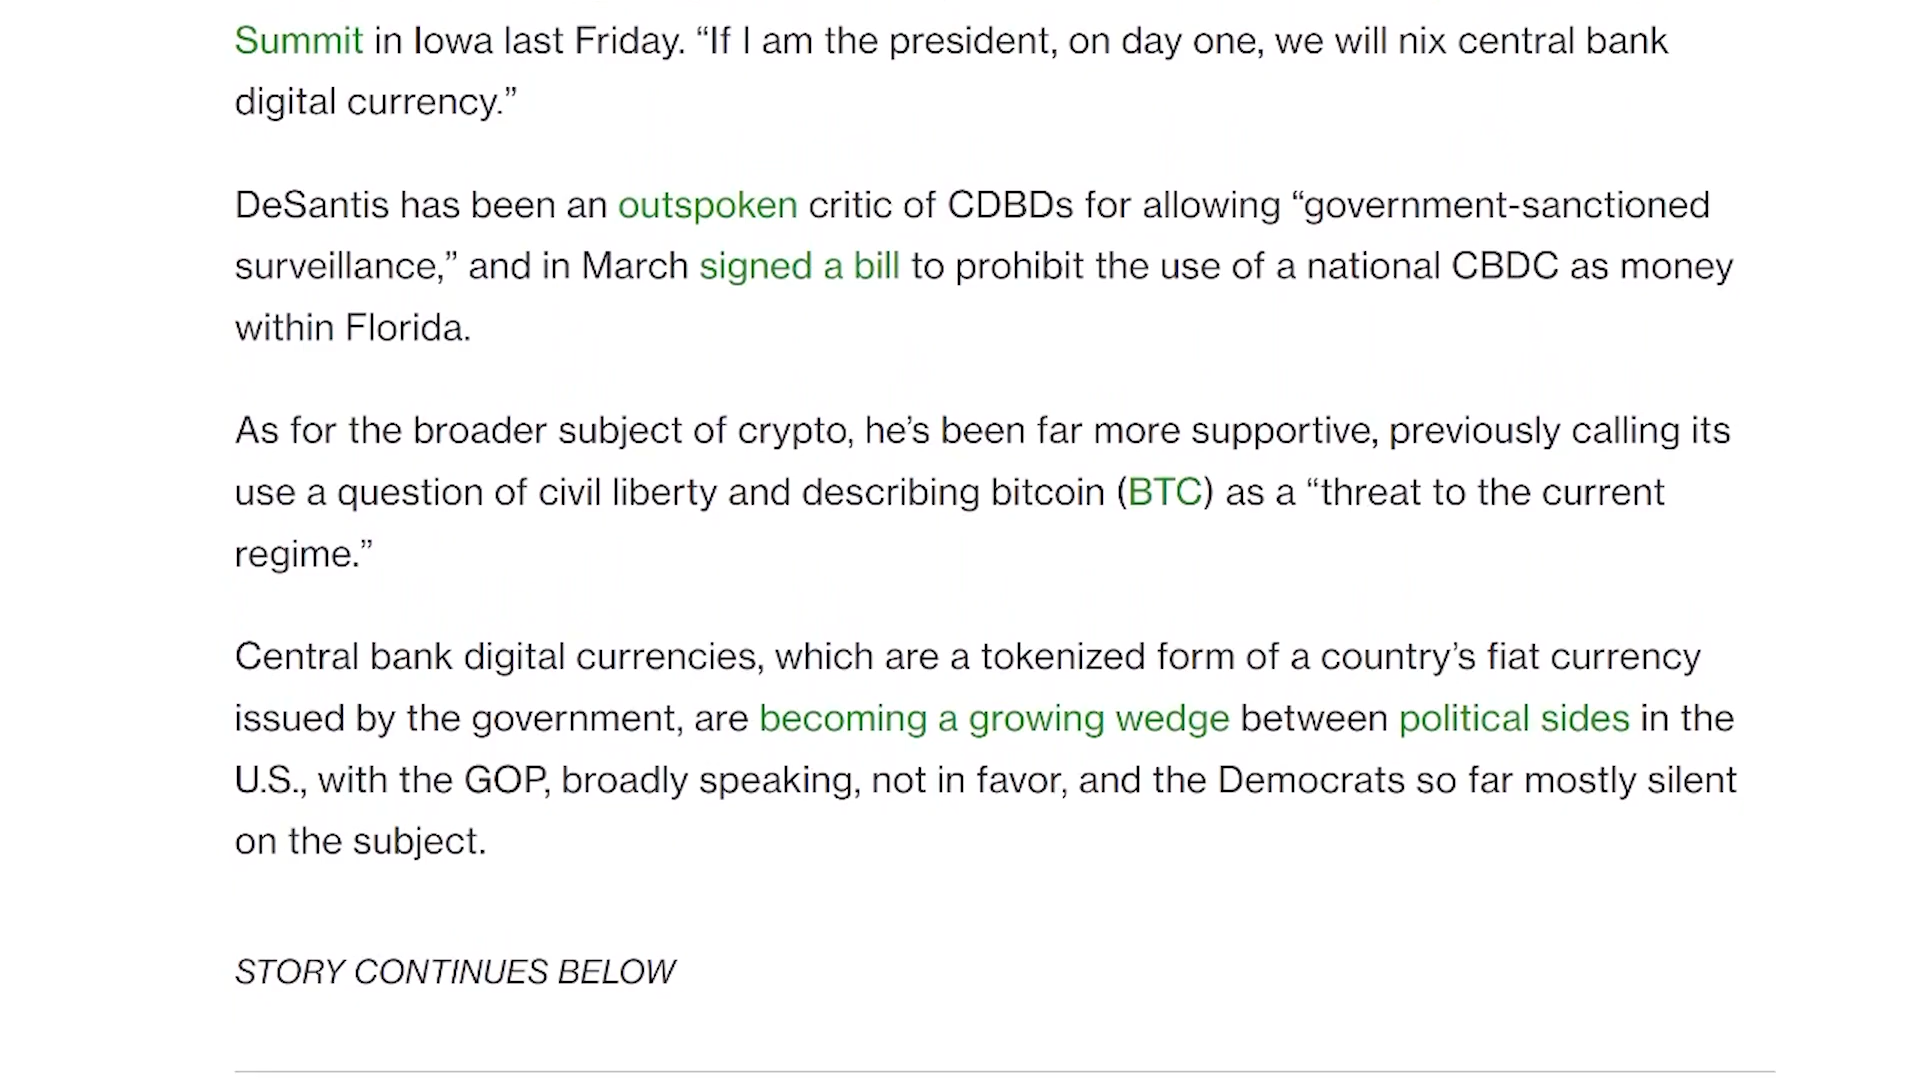 Summit in Iowa last Friday. “If I am the president, on day one, we will nix central bank
digital currency.”
DeSantis has been an outspoken critic of CDBDs for allowing “government-sanctioned
surveillance,” and in March signed a bill to prohibit the use of a national CBDC as money
within Florida.
As for the broader subject of crypto, he’s been far more supportive, previously calling its
use a question of civil liberty and describing bitcoin (BTC) as a “threat to the current
regime.”
Central bank digital currencies, which are a tokenized form of a country’s fiat currency
issued by the government, are becoming a growing wedge between political sides in the
U.S., with the GOP, broadly speaking, not in favor, and the Democrats so far mostly silent
on the subject.
STORY CONTINUES BELOW